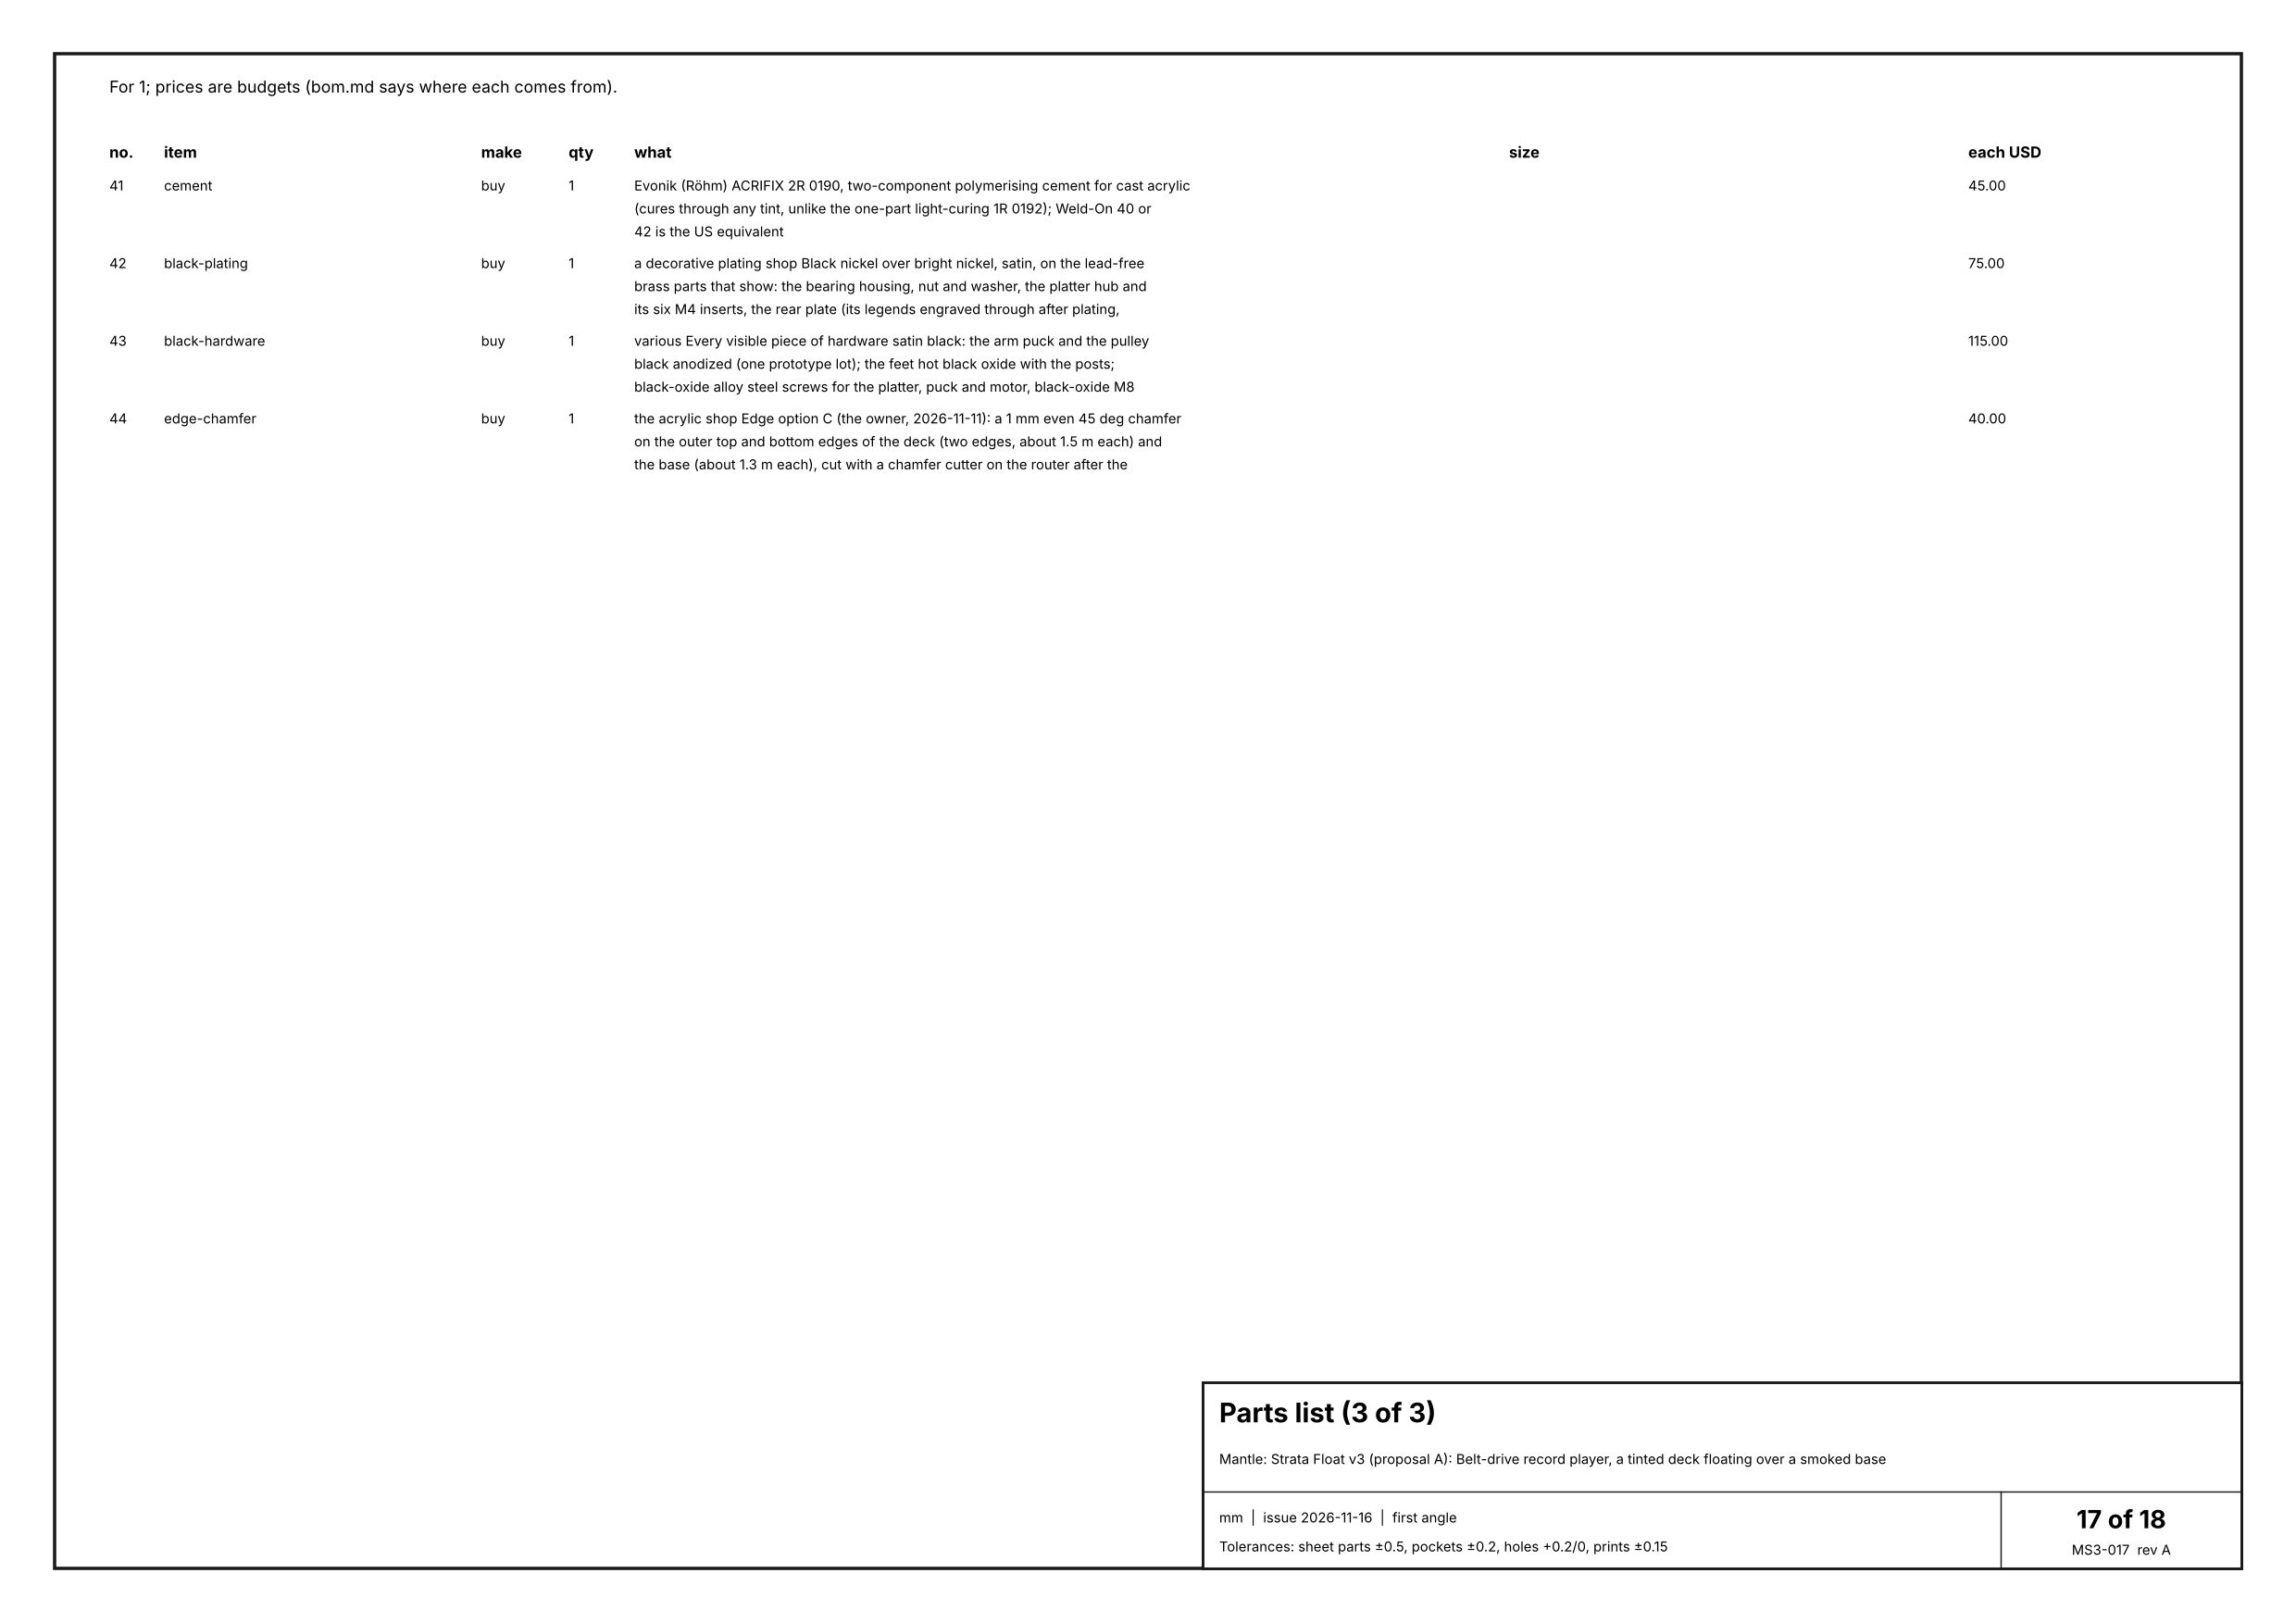 For 1; prices are budgets (bom.md says where each comes from).
no. item make qty what size each USD
41 cement buy 1 Evonik (Röhm) ACRIFIX 2R 0190, two-component polymerising cement for cast acrylic 45.00
(cures through any tint, unlike the one-part light-curing 1R 0192); Weld-On 40 or
42 is the US equivalent
42 black-plating buy 1 a decorative plating shop Black nickel over bright nickel, satin, on the lead-free 75.00
brass parts that show: the bearing housing, nut and washer, the platter hub and
its six M4 inserts, the rear plate (its legends engraved through after plating,
43 black-hardware buy 1 various Every visible piece of hardware satin black: the arm puck and the pulley 115.00
black anodized (one prototype lot); the feet hot black oxide with the posts;
black-oxide alloy steel screws for the platter, puck and motor, black-oxide M8
44 edge-chamfer buy 1 the acrylic shop Edge option C (the owner, 2026-11-11): a 1 mm even 45 deg chamfer 40.00
on the outer top and bottom edges of the deck (two edges, about 1.5 m each) and
the base (about 1.3 m each), cut with a chamfer cutter on the router after the
Parts list (3 of 3)
Mantle: Strata Float v3 (proposal A): Belt-drive record player, a tinted deck floating over a smoked base
mm | issue 2026-11-16 | first angle
Tolerances: sheet parts ±0.5, pockets ±0.2, holes +0.2/0, prints ±0.15
17 of 18
MS3-017 rev A